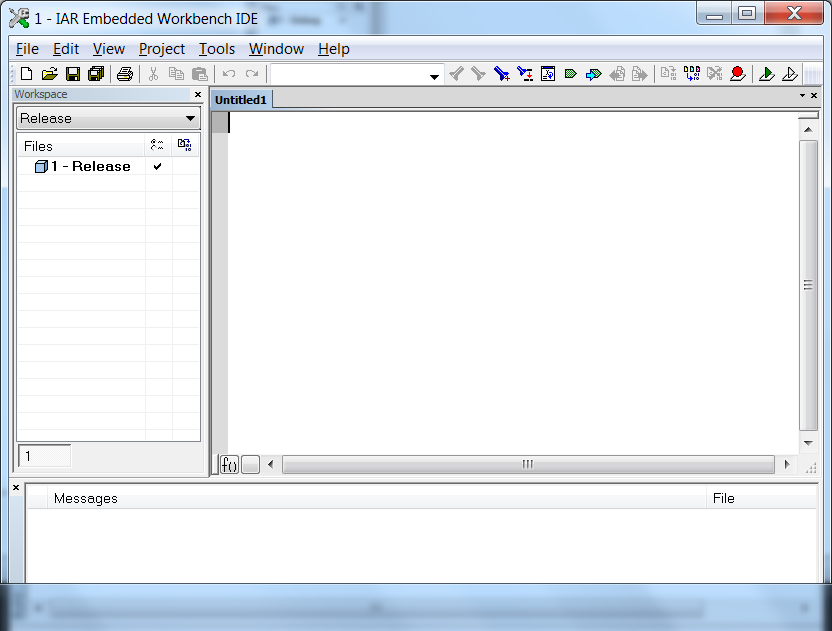 1 - IAR Embedded Workbench IDE
File Edit View Project Tools Window Help
Workspace
Untitled1
Release
Files
1 - Release
1
f()
Messages File